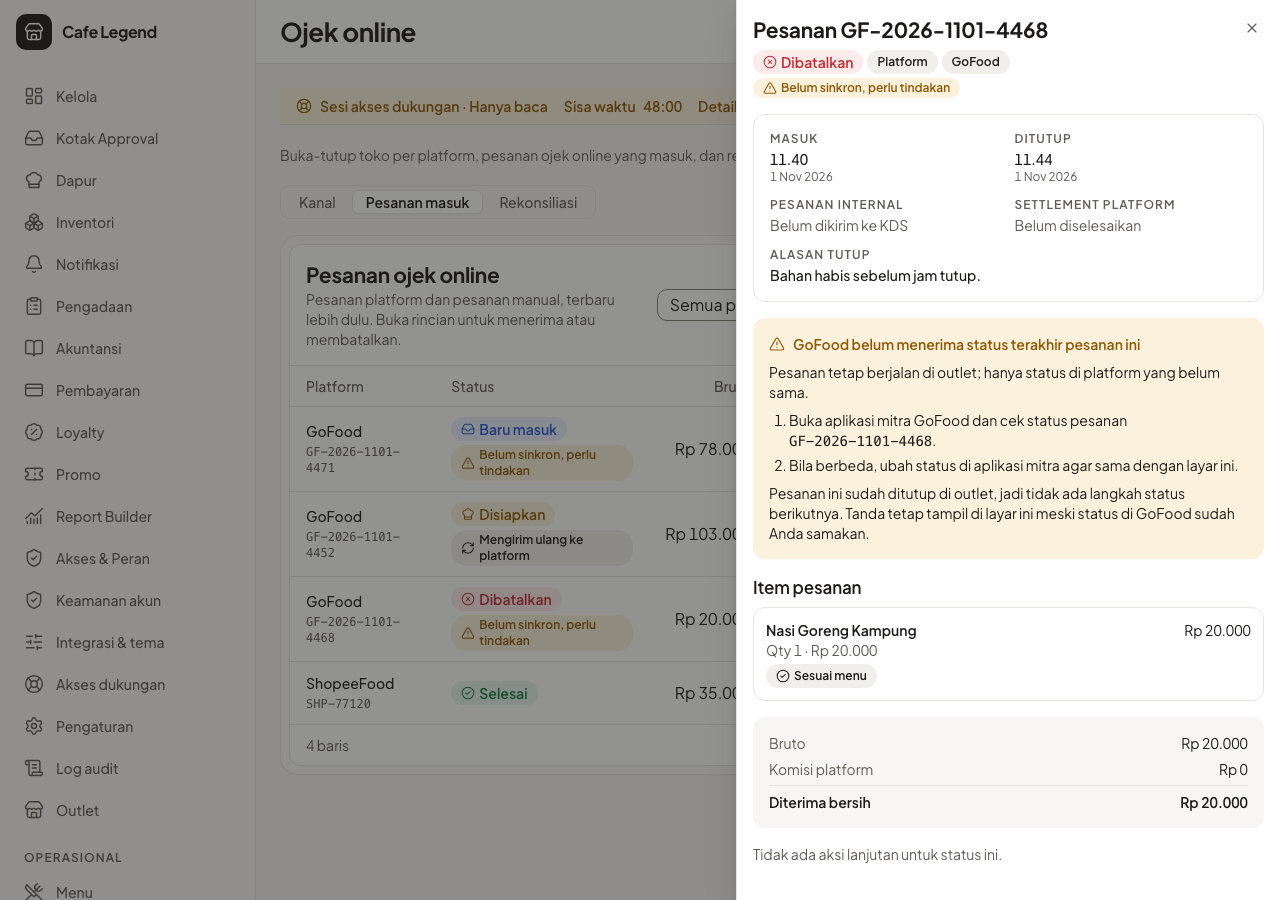 Cafe Legend
Kelola
Kotak Approval
Dapur
Inventori
Notifikasi
Pengadaan
Akuntansi
Pembayaran
Loyalty
Promo
Report Builder
Akses & Peran
Keamanan akun
Integrasi & tema
Akses dukungan
Pengaturan
Log audit
Outlet
OPERASIONAL
Menu
Ojek online
Sesi akses dukungan · Hanya baca Sisa waktu 48:00 Detail
Buka-tutup toko per platform, pesanan ojek online yang masuk, dan re
Kanal Pesanan masuk Rekonsiliasi
Pesanan ojek online
Pesanan platform dan pesanan manual, terbaru
lebih dulu. Buka rincian untuk menerima atau
membatalkan.
Semua p
Platform Status Bru
GoFood
GF-2026-1101-
4471
Baru masuk
Belum sinkron, perlu
tindakan
Rp 78.00
GoFood
GF-2026-1101-
4452
Disiapkan
Mengirim ulang ke
platform
Rp 103.00
GoFood
GF-2026-1101-
4468
Dibatalkan
Belum sinkron, perlu
tindakan
Rp 20.00
ShopeeFood
SHP-77120
Selesai
Rp 35.00
4 baris
Pesanan GF-2026-1101-4468
Dibatalkan Platform GoFood
Belum sinkron, perlu tindakan
MASUK
11.40
1 Nov 2026
DITUTUP
11.44
1 Nov 2026
PESANAN INTERNAL
Belum dikirim ke KDS
SETTLEMENT PLATFORM
Belum diselesaikan
ALASAN TUTUP
Bahan habis sebelum jam tutup.
GoFood belum menerima status terakhir pesanan ini
Pesanan tetap berjalan di outlet; hanya status di platform yang belum
sama.
1. Buka aplikasi mitra GoFood dan cek status pesanan
GF-2026-1101-4468.
2. Bila berbeda, ubah status di aplikasi mitra agar sama dengan layar ini.
Pesanan ini sudah ditutup di outlet, jadi tidak ada langkah status
berikutnya. Tanda tetap tampil di layar ini meski status di GoFood sudah
Anda samakan.
Item pesanan
Nasi Goreng Kampung Rp 20.000
Qty 1 · Rp 20.000
Sesuai menu
Bruto Rp 20.000
Komisi platform Rp 0
Diterima bersih Rp 20.000
Tidak ada aksi lanjutan untuk status ini.